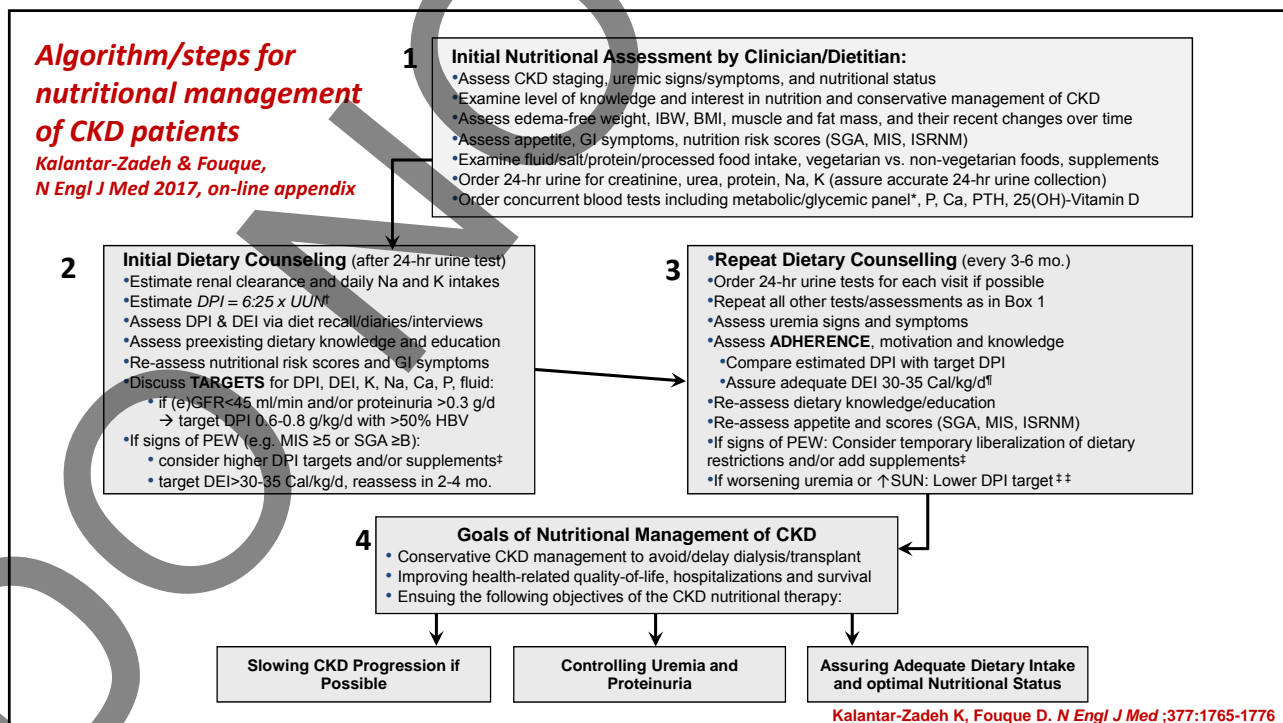 Algorithm/steps for
nutritional management
of CKD patients
Kalantar-Zadeh & Fouque,
N Engl J Med 2017, on-line appendix
1
Initial Nutritional Assessment by Clinician/Dietitian:
•Assess CKD staging, uremic signs/symptoms, and nutritional status
•Examine level of knowledge and interest in nutrition and conservative management of CKD
•Assess edema-free weight, IBW, BMI, muscle and fat mass, and their recent changes over time
•Assess appetite, GI symptoms, nutrition risk scores (SGA, MIS, ISRNM)
•Examine fluid/salt/protein/processed food intake, vegetarian vs. non-vegetarian foods, supplements
•Order 24-hr urine for creatinine, urea, protein, Na, K (assure accurate 24-hr urine collection)
•Order concurrent blood tests including metabolic/glycemic panel*, P, Ca, PTH, 25(OH)-Vitamin D
2
Initial Dietary Counseling (after 24-hr urine test)
•Estimate renal clearance and daily Na and K intakes
•Estimate DPI = 6:25 x UUN†
•Assess DPI & DEI via diet recall/diaries/interviews
•Assess preexisting dietary knowledge and education
•Re-assess nutritional risk scores and GI symptoms
•Discuss TARGETS for DPI, DEI, K, Na, Ca, P, fluid:
• if (e)GFR<45 ml/min and/or proteinuria >0.3 g/d
→ target DPI 0.6-0.8 g/kg/d with >50% HBV
•If signs of PEW (e.g. MIS ≥5 or SGA ≥B):
• consider higher DPI targets and/or supplements‡
• target DEI>30-35 Cal/kg/d, reassess in 2-4 mo.
3
•Repeat Dietary Counselling (every 3-6 mo.)
•Order 24-hr urine tests for each visit if possible
•Repeat all other tests/assessments as in Box 1
•Assess uremia signs and symptoms
•Assess ADHERENCE, motivation and knowledge
•Compare estimated DPI with target DPI
•Assure adequate DEI 30-35 Cal/kg/d¶
•Re-assess dietary knowledge/education
•Re-assess appetite and scores (SGA, MIS, ISRNM)
•If signs of PEW: Consider temporary liberalization of dietary
restrictions and/or add supplements‡
•If worsening uremia or ↑SUN: Lower DPI target‡‡
4
Goals of Nutritional Management of CKD
• Conservative CKD management to avoid/delay dialysis/transplant
• Improving health-related quality-of-life, hospitalizations and survival
• Ensuing the following objectives of the CKD nutritional therapy:
Slowing CKD Progression if
Possible
Controlling Uremia and
Proteinuria
Assuring Adequate Dietary Intake
and optimal Nutritional Status
Kalantar-Zadeh K, Fouque D. N Engl J Med ;377:1765-1776